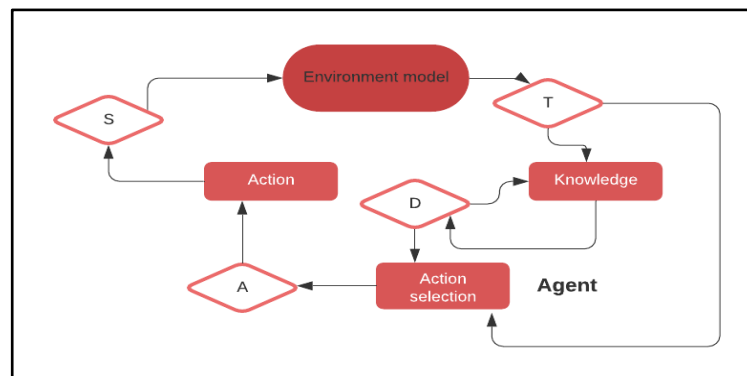 Environment model
S
T
Action
Knowledge
D
Action
selection
Agent
A